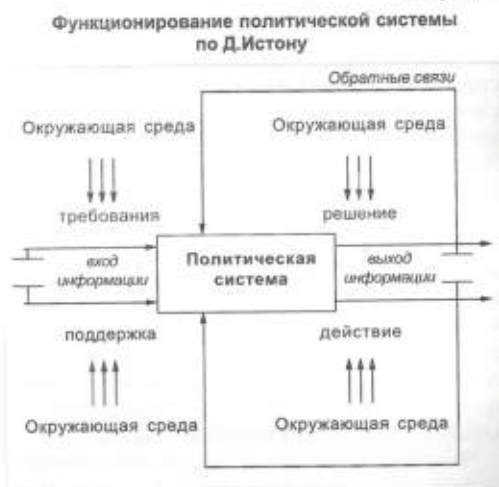 Функционирование политической системы
по Д.Истону
Обратные связи
Окружающая среда
Окружающая среда
требования
решение
вход
информации
Политическая
система
выход
информации
поддержка
действие
Окружающая среда
Окружающая среда